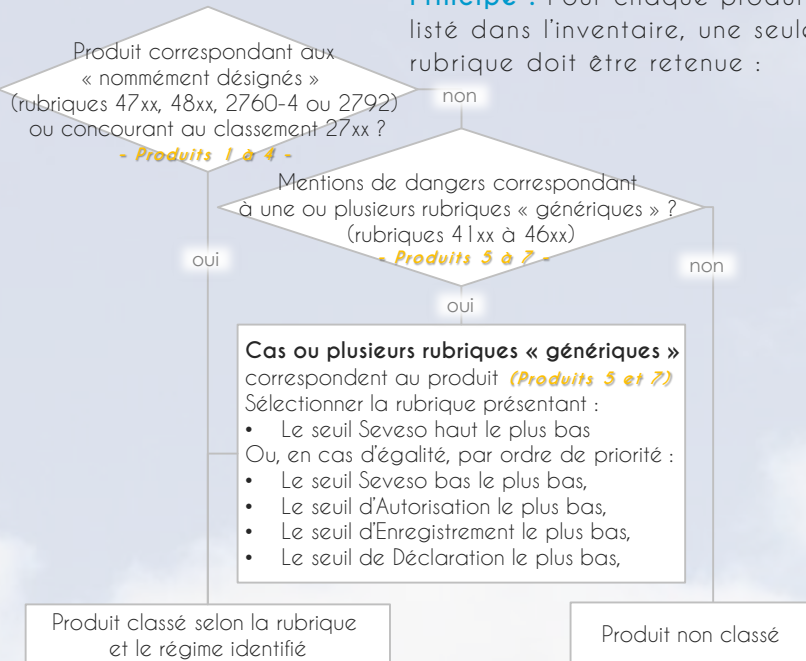 Principe : Pour chaque produit
listé dans l'inventaire, une seule
rubrique doit être retenue :
Produit correspondant aux
« nommément désignés »
(rubriques 47xx, 48xx, 2760-4 ou 2792)
ou concourant au classement 27xx ?
- Produits 1 à 4 -
non
Mentions de dangers correspondant
à une ou plusieurs rubriques « génériques » ?
(rubriques 41xx à 46xx)
- Produits 5 à 7 -
oui
non
oui
Cas ou plusieurs rubriques « génériques »
correspondent au produit (Produits 5 et 7)
Sélectionner la rubrique présentant :
• Le seuil Seveso haut le plus bas
Ou, en cas d'égalité, par ordre de priorité :
• Le seuil Seveso bas le plus bas,
• Le seuil d'Autorisation le plus bas,
• Le seuil d'Enregistrement le plus bas,
• Le seuil de Déclaration le plus bas,
Produit classé selon la rubrique
et le régime identifié
Produit non classé